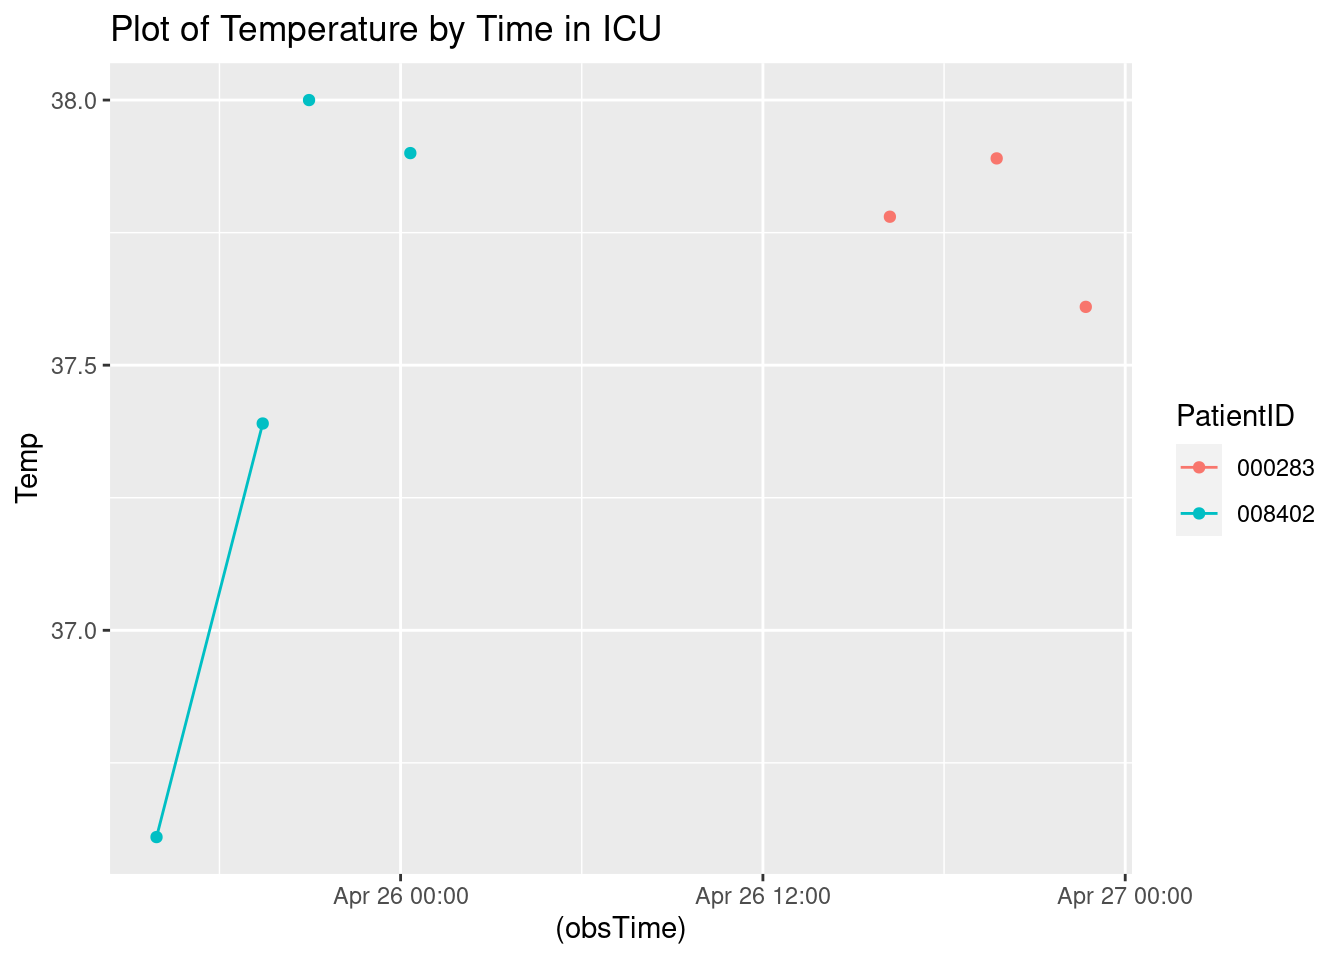 Plot of Temperature by Time in ICU
38.0
37.5
37.0
Temp
Apr 26 00:00
Apr 26 12:00
Apr 27 00:00
(obsTime)
PatientID
000283
008402